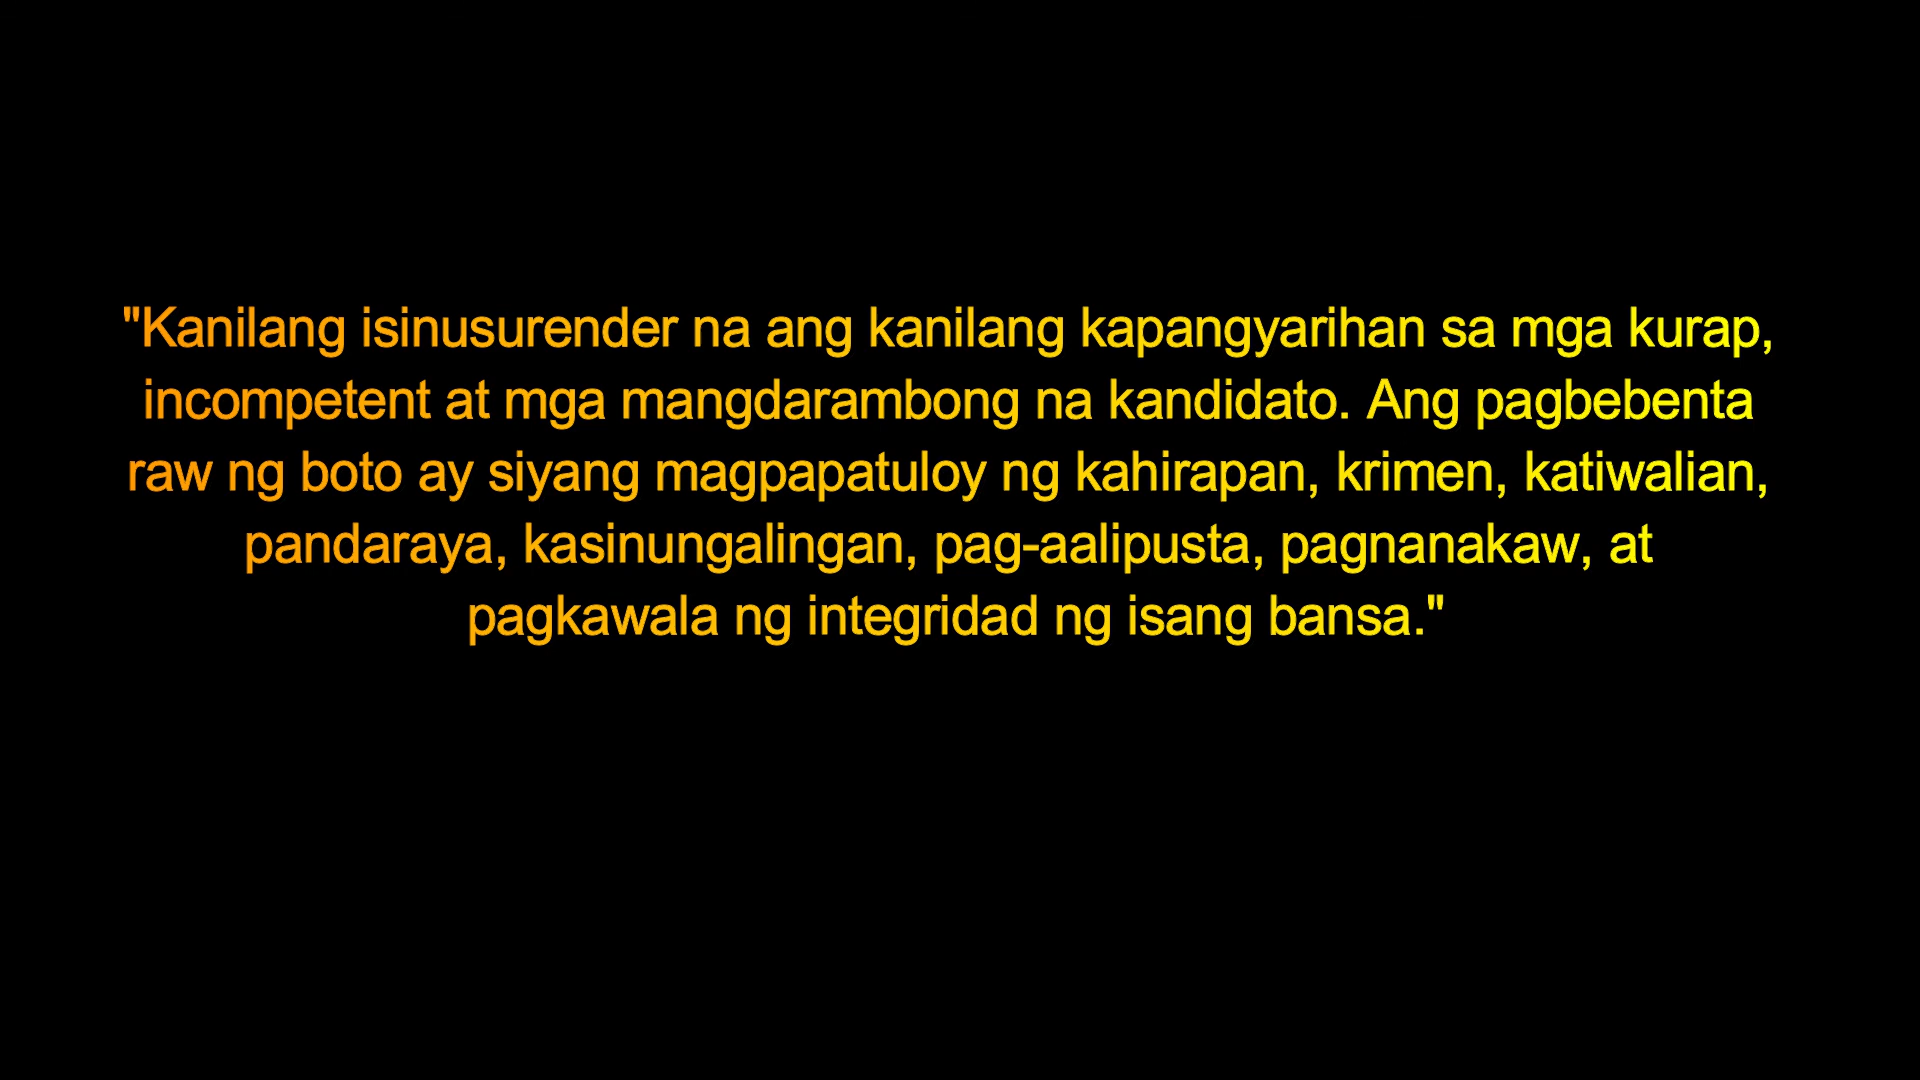 "Kanilang isinusurender na ang kanilang kapangyarihan sa mga kurap,
incompetent at mga mangdarambong na kandidato. Ang pagbebenta
raw ng boto ay siyang magpapatuloy ng kahirapan, krimen, katiwalian,
pandaraya, kasinungalingan, pag-aalipusta, pagnanakaw, at
pagkawala ng integridad ng isang bansa."